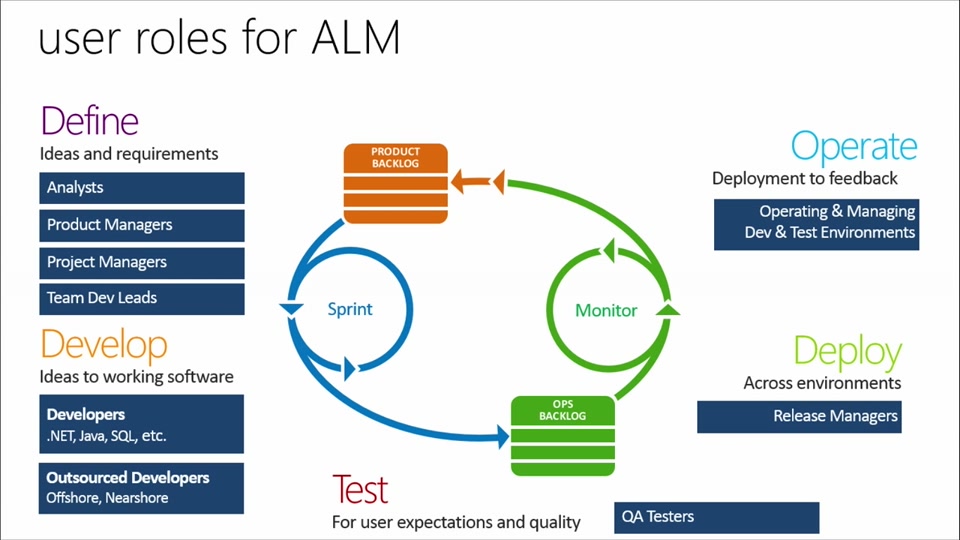 user roles for ALM
Define
Ideas and requirements
Analysts
Product Managers
Project Managers
Team Dev Leads
Develop
Ideas to working software
Developers
.NET, Java, SQL, etc.
Outsourced Developers
Offshore, Nearshore
PRODUCT
BACKLOG
Sprint
Monitor
OPS
BACKLOG
Test
For user expectations and quality
QA Testers
Operate
Deployment to feedback
Operating & Managing
Dev & Test Environments
Deploy
Across environments
Release Managers